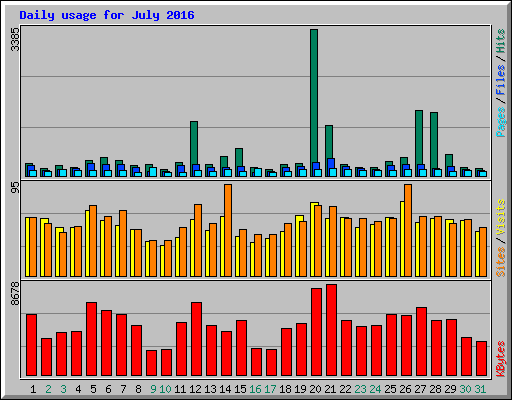 Daily usage for July 2016
3385
Pages / Files / Hits
95
Sites / Visits
8678
KBytes
1 2 3 4 5 6 7 8 9 10 11 12 13 14 15 16 17 18 19 20 21 22 23 24 25 26 27 28 29 30 31